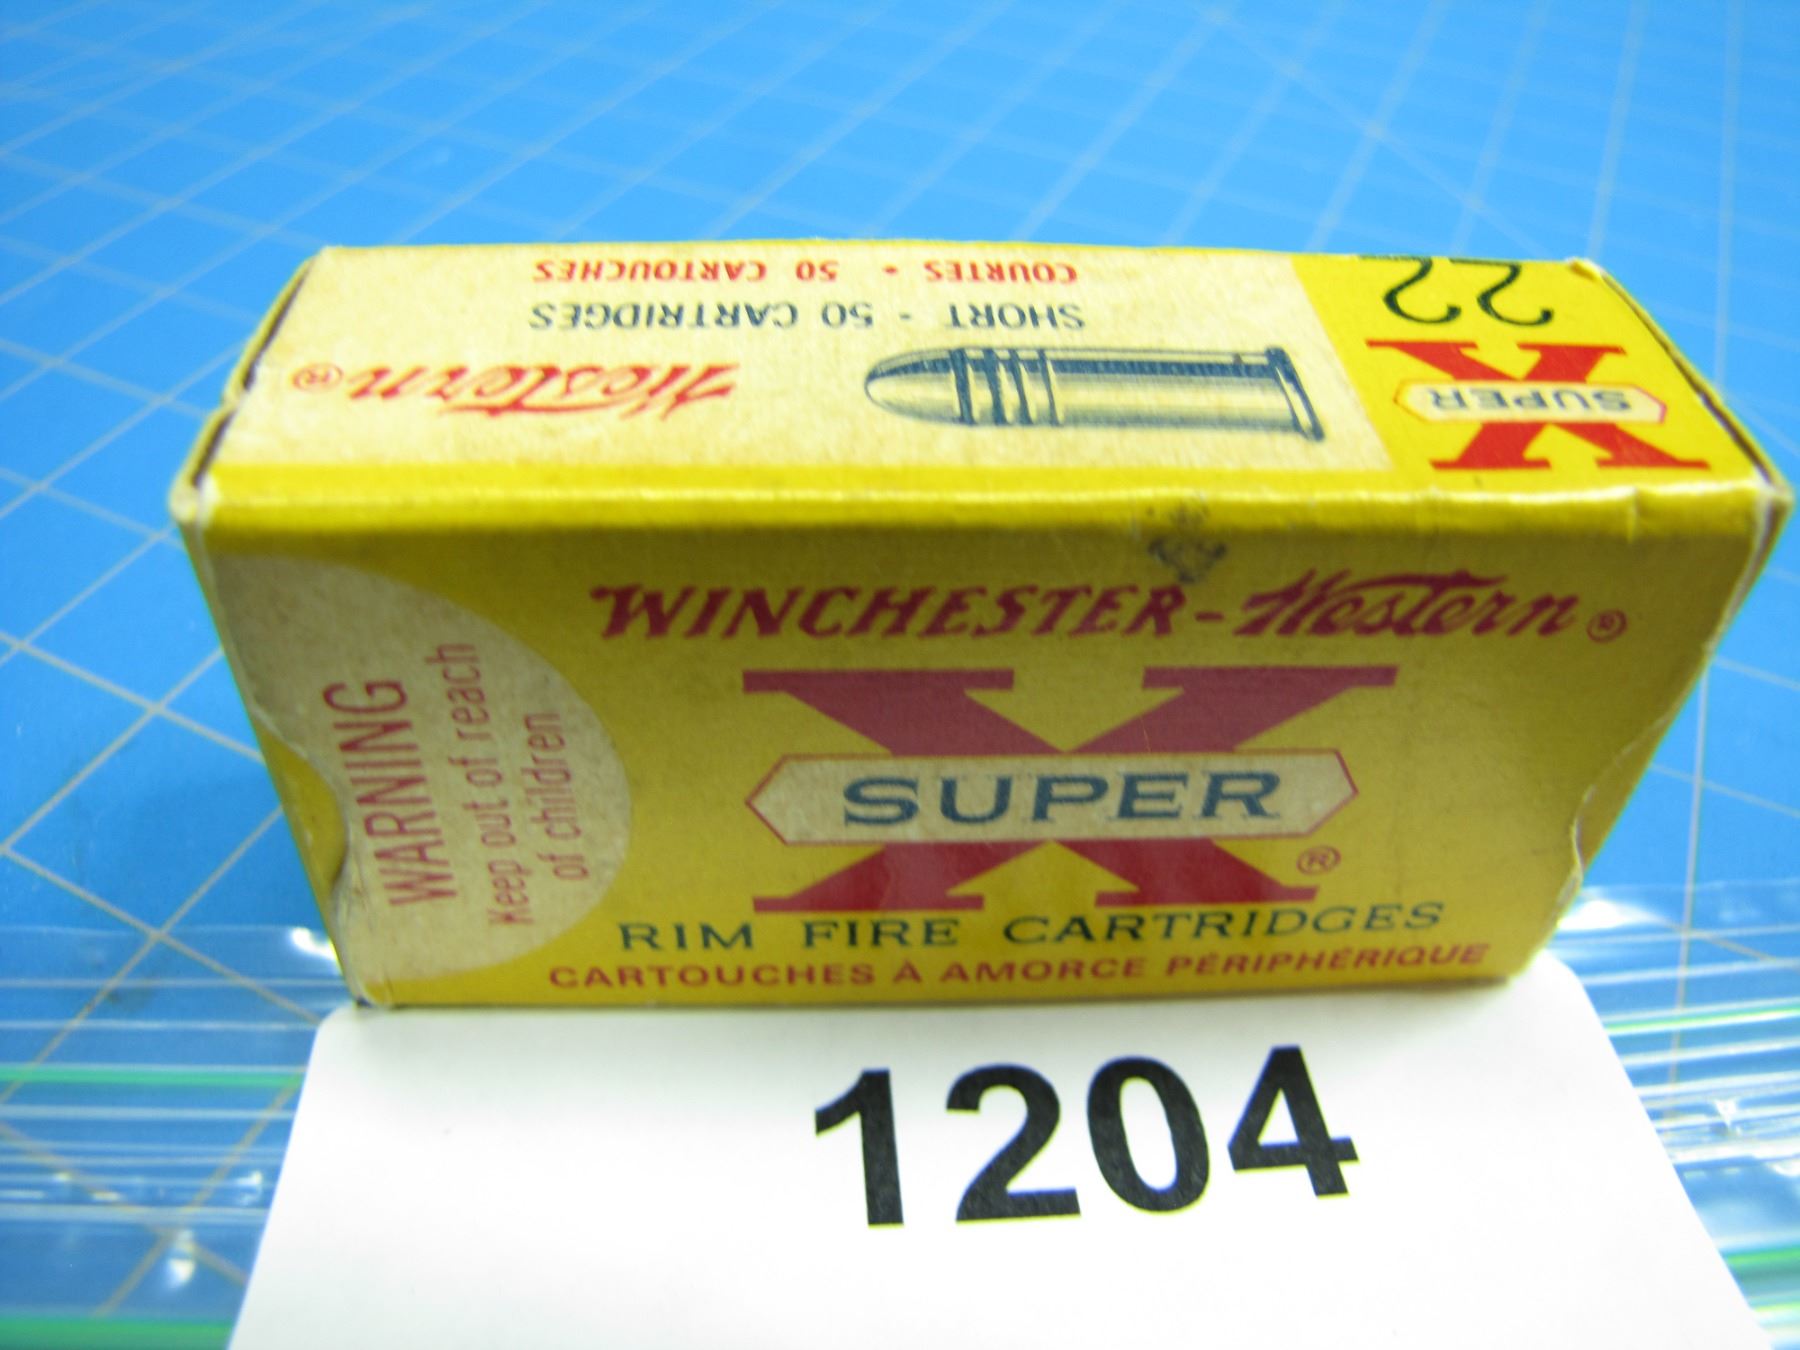 COURTES - 50 CARTOUCHES
SHORT - 50 CARTRIDGES
Western ®
22
SUPER X
WINCHESTER-Western ®
SUPER X ®
RIM FIRE CARTRIDGES
CARTOUCHES À AMORCE PÉRIPHÉRIQUE
WARNING
Keep out of reach
of children
1204